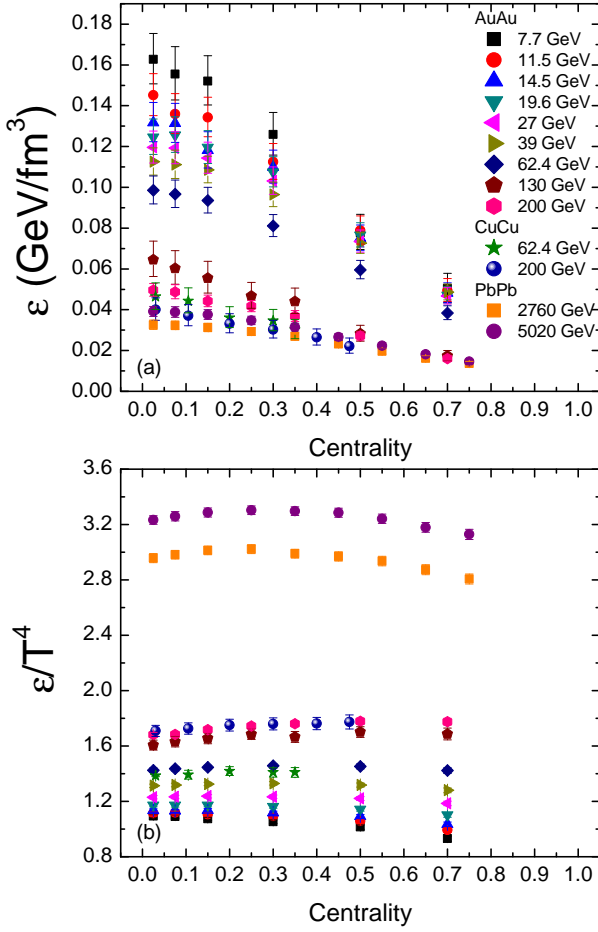 AuAu
7.7 GeV
11.5 GeV
14.5 GeV
19.6 GeV
27 GeV
39 GeV
62.4 GeV
130 GeV
200 GeV
CuCu
62.4 GeV
200 GeV
PbPb
2760 GeV
5020 GeV
0.18
0.16
0.14
0.12
0.10
0.08
0.06
0.04
0.02
0.00
ε (GeV/fm³)
(a)
0.0 0.1 0.2 0.3 0.4 0.5 0.6 0.7 0.8 0.9 1.0
Centrality
3.6
3.2
2.8
2.4
2.0
1.6
1.2
0.8
ε/T⁴
(b)
0.0 0.1 0.2 0.3 0.4 0.5 0.6 0.7 0.8 0.9 1.0
Centrality